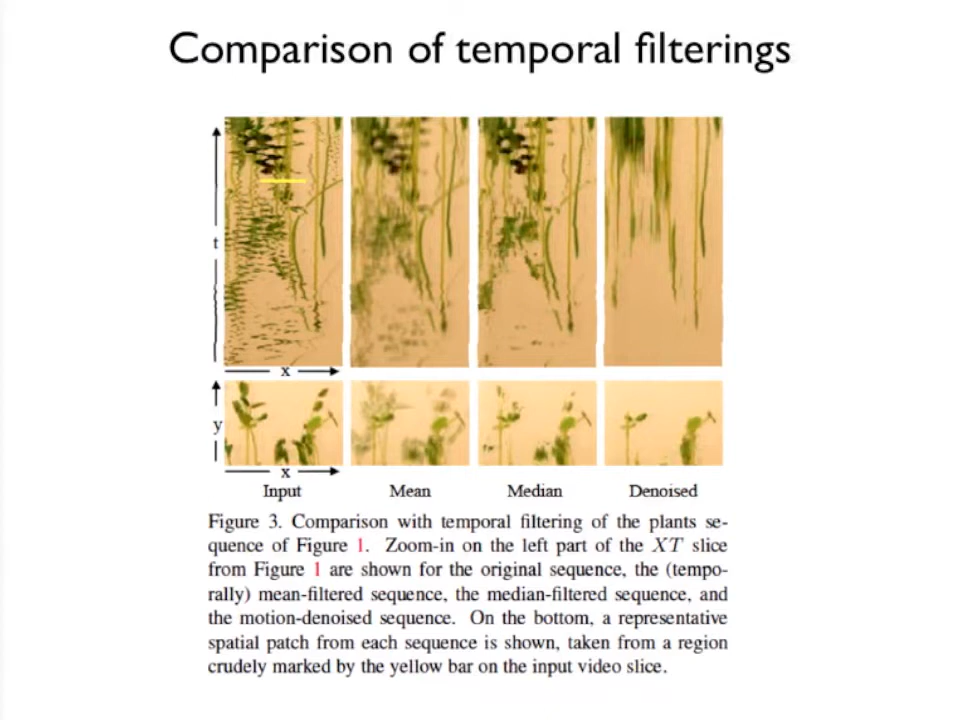 Comparison of temporal filterings
t
x
y
x
Input Mean Median Denoised
Figure 3. Comparison with temporal filtering of the plants se-
quence of Figure 1. Zoom-in on the left part of the XT slice
from Figure 1 are shown for the original sequence, the (tempo-
rally) mean-filtered sequence, the median-filtered sequence, and
the motion-denoised sequence. On the bottom, a representative
spatial patch from each sequence is shown, taken from a region
crudely marked by the yellow bar on the input video slice.